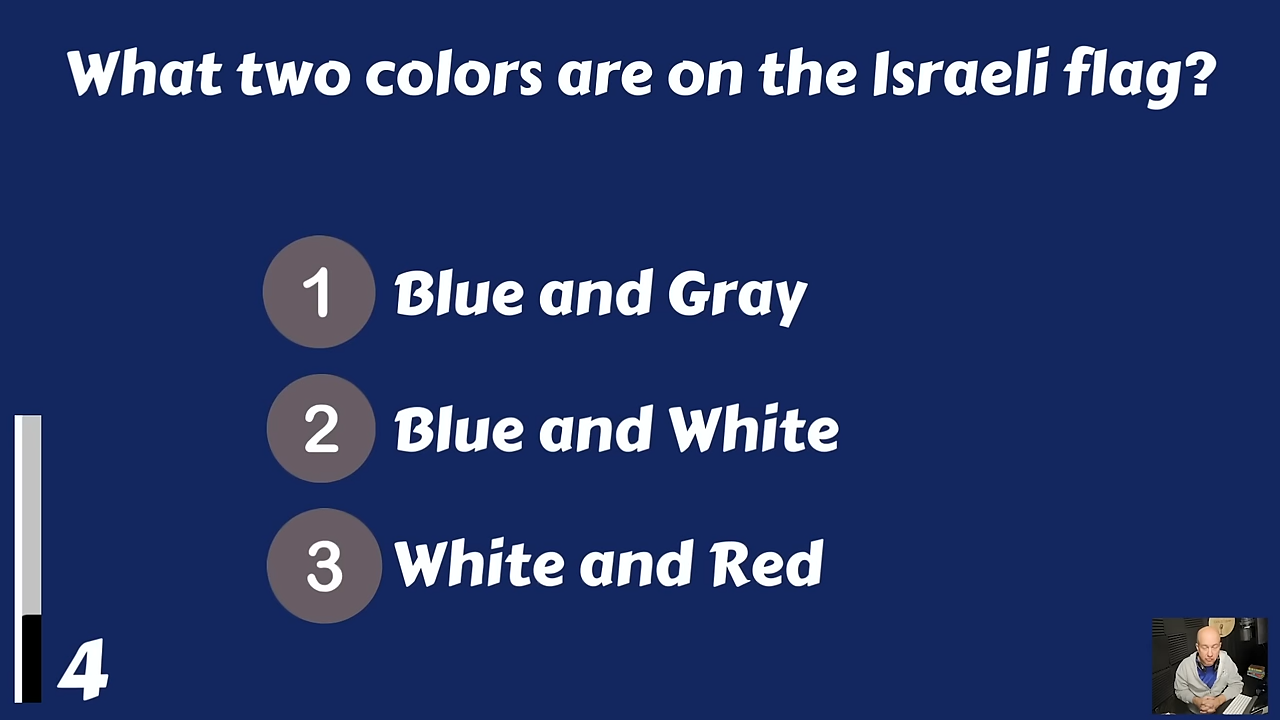 What two colors are on the Israeli flag?
1 Blue and Gray
2 Blue and White
3 White and Red
4